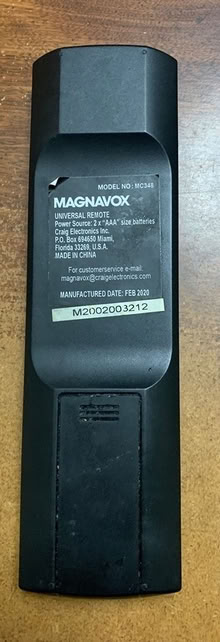 MODEL NO: MC348
MAGNAVOX
UNIVERSAL REMOTE
Power Source: 2 x "AAA" size batteries
Craig Electronics Inc.
P.O. Box 694650 Miami,
Florida 33269, U.S.A.
MADE IN CHINA
For customerservice e-mail:
magnavox@craigelectronics.com
MANUFACTURED DATE: FEB 2020
M2002003212